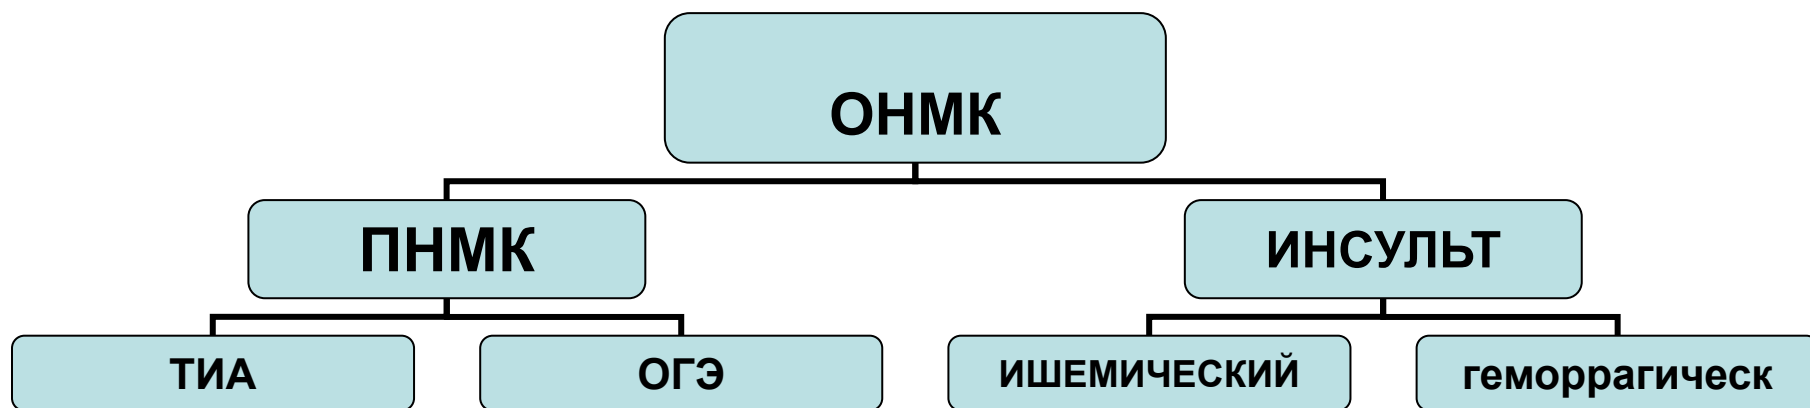 ОНМК
ПНМК
ИНСУЛЬТ
ТИА
ОГЭ
ИШЕМИЧЕСКИЙ
геморрагическ